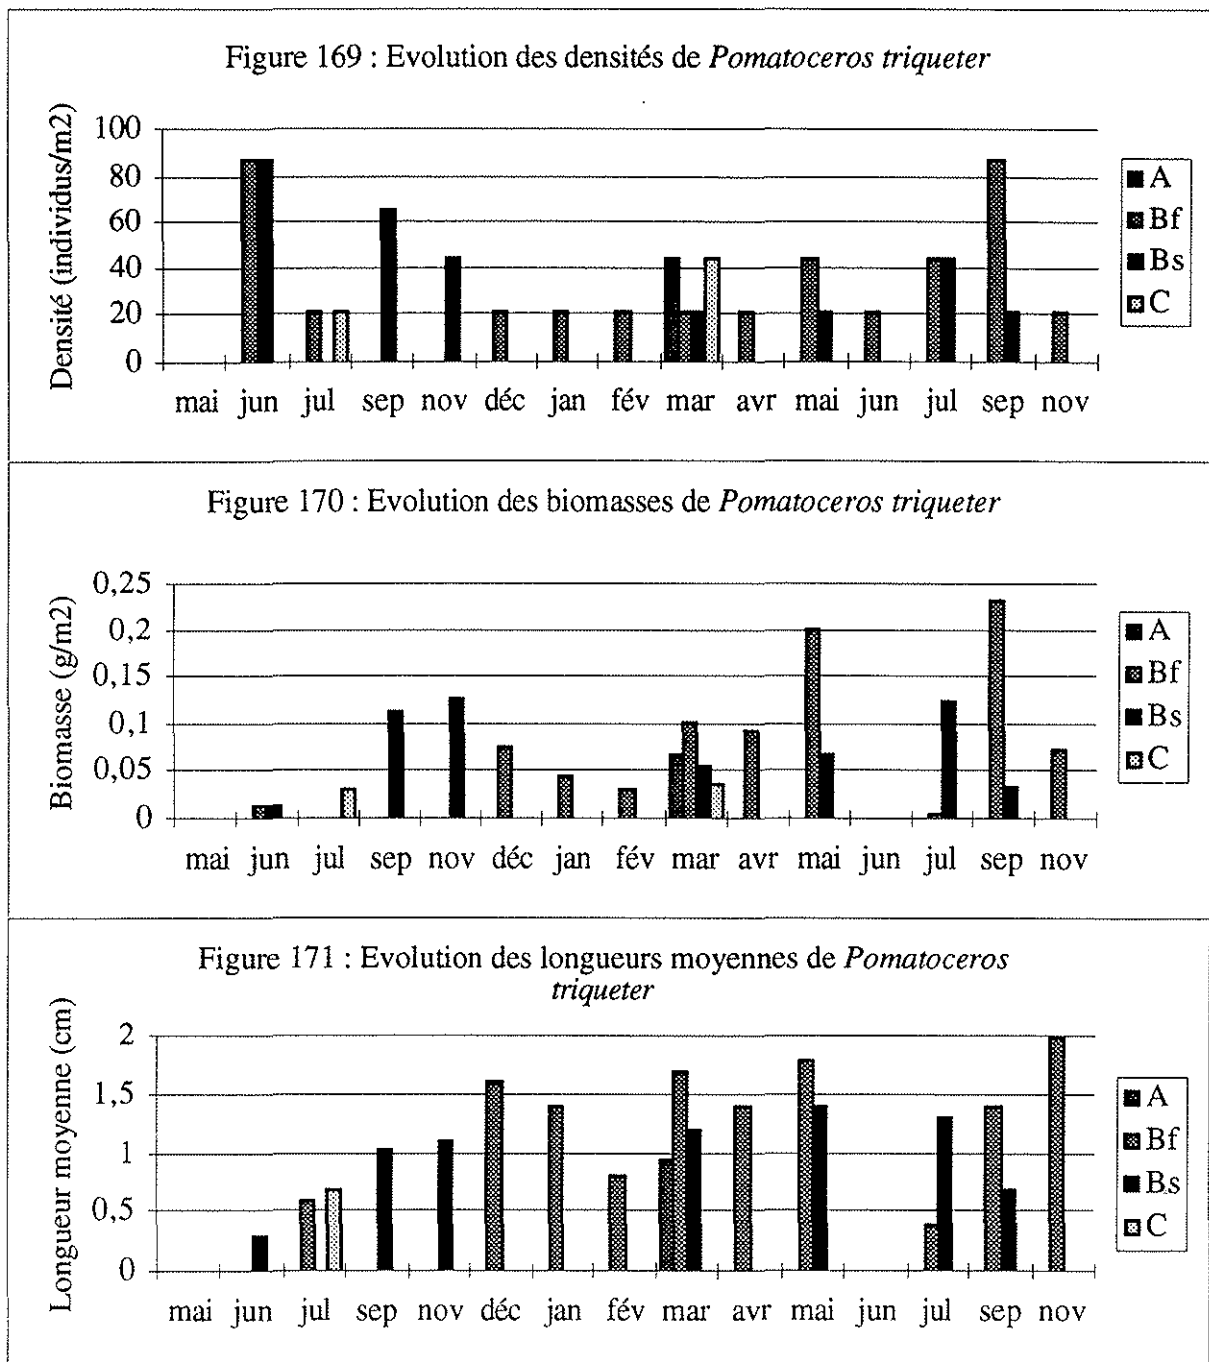 Figure 169 : Evolution des densités de Pomatoceros triqueter
Densité (individus/m2)
100
80
60
40
20
0
mai jun jul sep nov déc jan fév mar avr mai jun jul sep nov
A
Bf
Bs
C
Figure 170 : Evolution des biomasses de Pomatoceros triqueter
Biomasse (g/m2)
0,25
0,2
0,15
0,1
0,05
0
mai jun jul sep nov déc jan fév mar avr mai jun jul sep nov
A
Bf
Bs
C
Figure 171 : Evolution des longueurs moyennes de Pomatoceros
triqueter
Longueur moyenne (cm)
2
1,5
1
0,5
0
mai jun jul sep nov déc jan fév mar avr mai jun jul sep nov
A
Bf
Bs
C